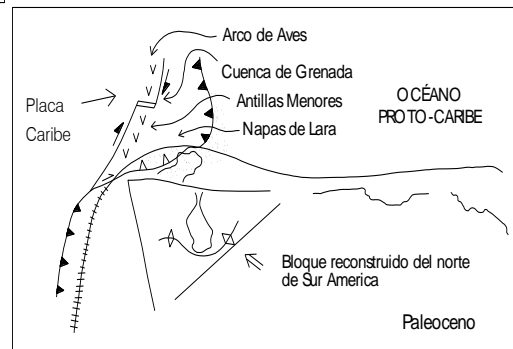 Arco de Aves
Cuenca de Grenada
Antillas Menores
Napas de Lara
Placa
Caribe
OCÉANO
PROTO-CARIBE
Bloque reconstruido del norte
de Sur America
Paleoceno